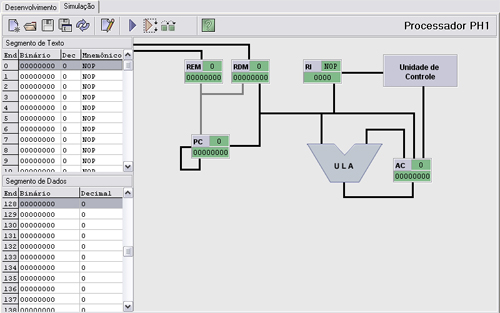 Desenvolvimento Simulação
Processador PH1
Segmento de Texto
End Binário Dec Mnemônico
0 00000000 0 NOP
1 00000000 0 NOP
2 00000000 0 NOP
3 00000000 0 NOP
4 00000000 0 NOP
5 00000000 0 NOP
6 00000000 0 NOP
7 00000000 0 NOP
8 00000000 0 NOP
9 00000000 0 NOP
10 00000000 0 NOP
Segmento de Dados
End Binário Decimal
128 00000000 0
129 00000000 0
130 00000000 0
131 00000000 0
132 00000000 0
133 00000000 0
134 00000000 0
135 00000000 0
136 00000000 0
137 00000000 0
138 00000000 0
REM 0
00000000
RDM 0
00000000
RI NOP
0000
Unidade de
Controle
PC 0
00000000
U L A
AC 0
00000000